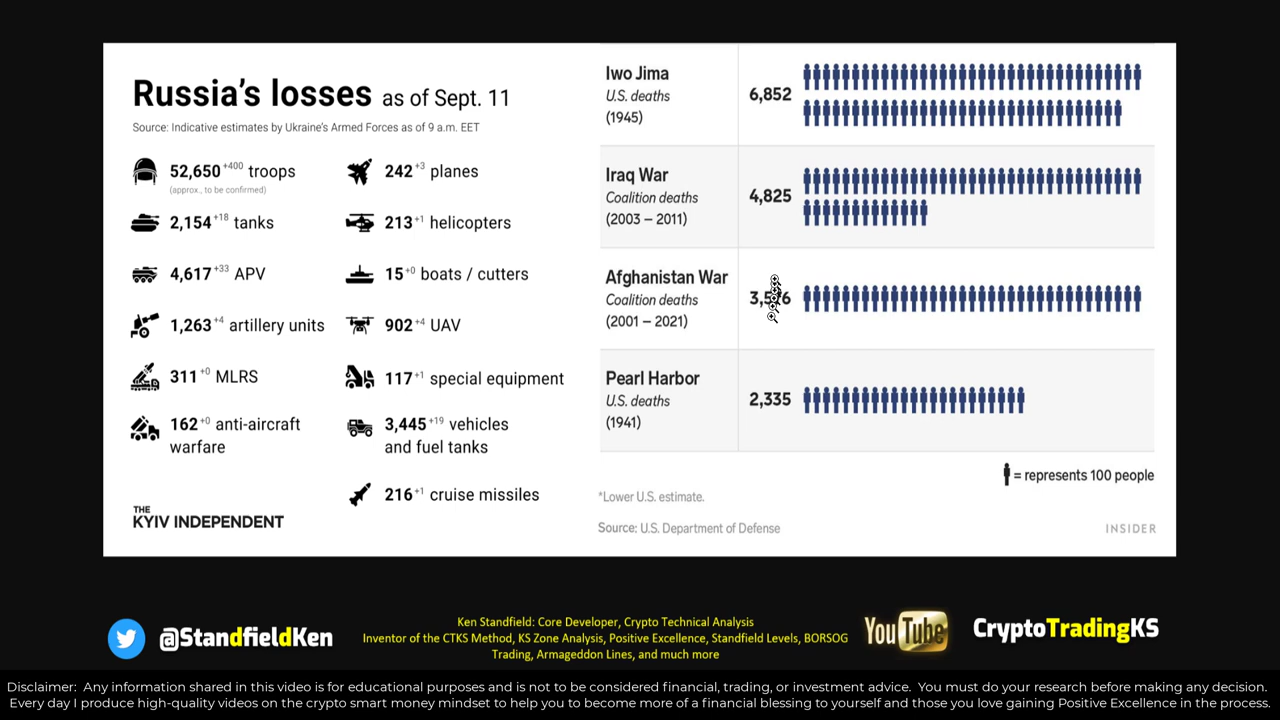 Russia's losses as of Sept. 11
Source: Indicative estimates by Ukraine's Armed Forces as of 9 a.m. EET
52,650 +400 troops
(approx., to be confirmed)
2,154 +18 tanks
4,617 +33 APV
1,263 +4 artillery units
311 +0 MLRS
162 +0 anti-aircraft
warfare
242 +3 planes
213 +1 helicopters
15 +0 boats / cutters
902 +4 UAV
117 +1 special equipment
3,445 +19 vehicles
and fuel tanks
216 +1 cruise missiles
THE
KYIV INDEPENDENT
Iwo Jima
U.S. deaths
(1945)
6,852
Iraq War
Coalition deaths
(2003 – 2011)
4,825
Afghanistan War
Coalition deaths
(2001 – 2021)
Pearl Harbor
U.S. deaths
(1941)
2,335
= represents 100 people
*Lower U.S. estimate.
Source: U.S. Department of Defense
INSIDER
@StandfieldKen
Ken Standfield: Core Developer, Crypto Technical Analysis
Inventor of the CTKS Method, KS Zone Analysis, Positive Excellence, Standfield Levels, BORSOG
Trading, Armageddon Lines, and much more
YouTube
CryptoTradingKS
Disclaimer: Any information shared in this video is for educational purposes and is not to be considered financial, trading, or investment advice. You must do your research before making any decision.
Every day I produce high-quality videos on the crypto smart money mindset to help you to become more of a financial blessing to yourself and those you love gaining Positive Excellence in the process.